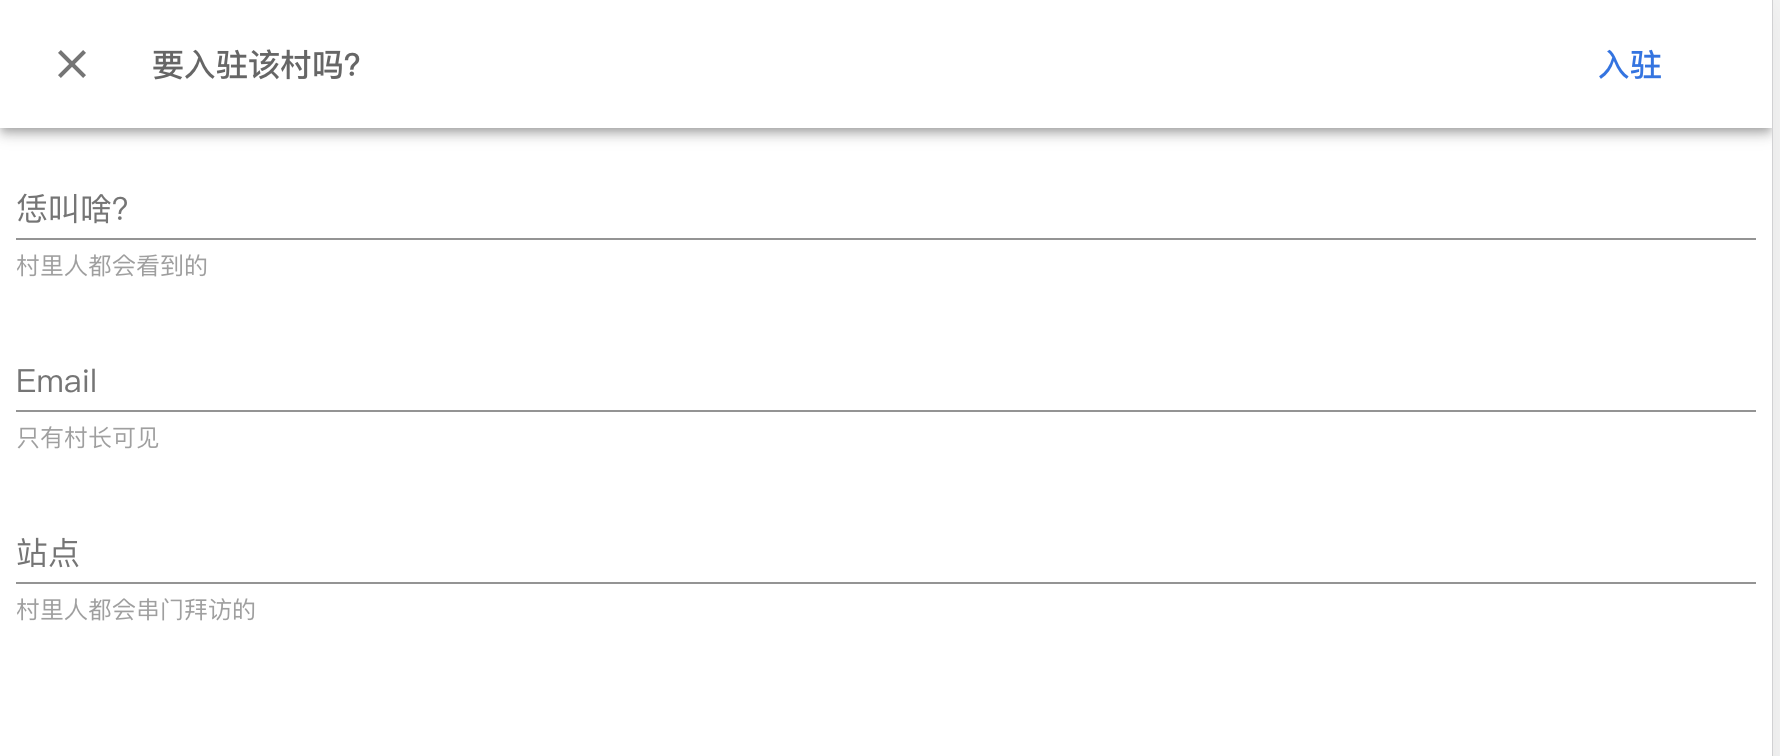 要入驻该村吗?
入驻
恁叫啥?
村里人都会看到的
Email
只有村长可见
站点
村里人都会串门拜访的